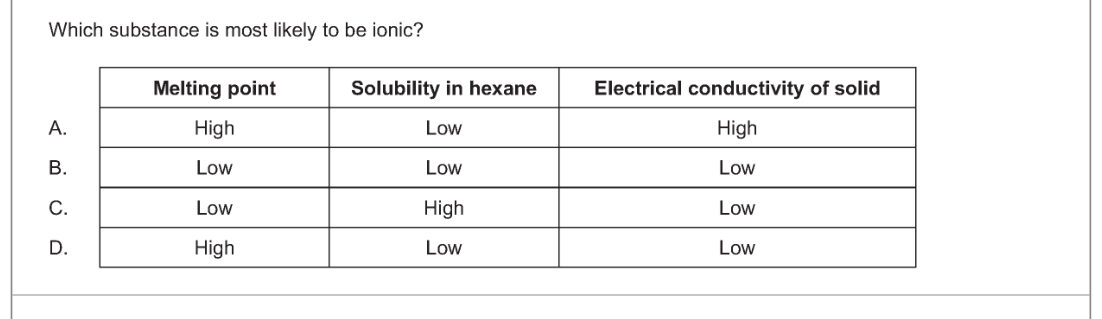 Which substance is most likely to be ionic?
Melting point Solubility in hexane Electrical conductivity of solid
A. High Low High
B. Low Low Low
C. Low High Low
D. High Low Low